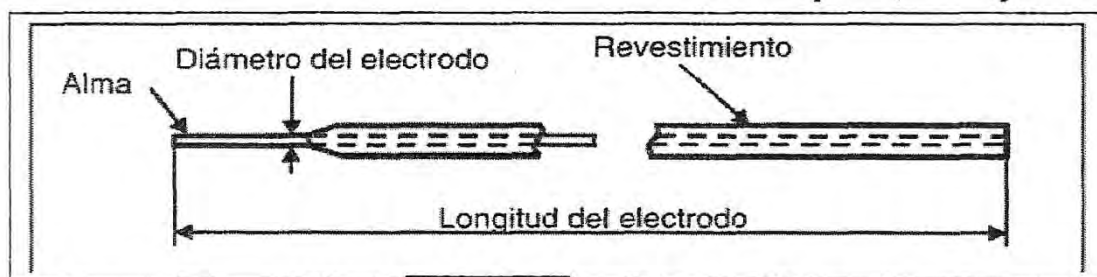 Diámetro del electrodo
Revestimiento
Alma
Longitud del electrodo